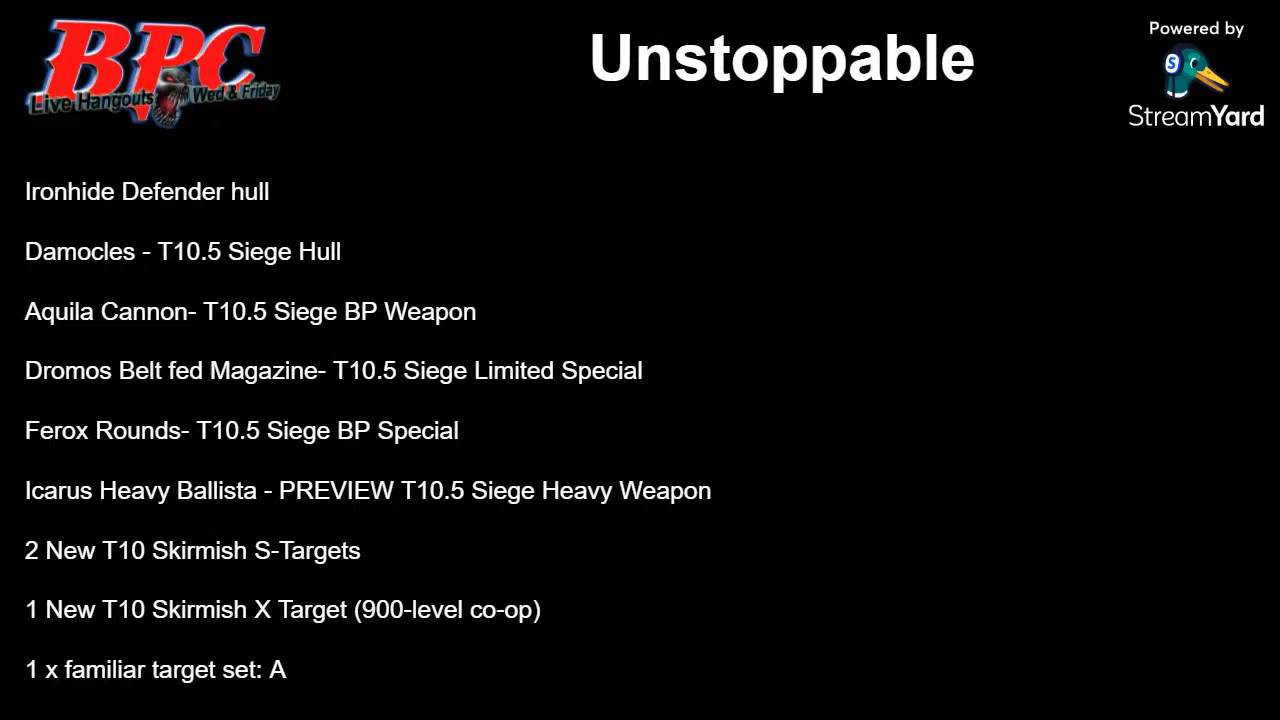 BPC
Live Hangouts Wed & Friday
Unstoppable
Powered by
S
StreamYard
Ironhide Defender hull
Damocles - T10.5 Siege Hull
Aquila Cannon- T10.5 Siege BP Weapon
Dromos Belt fed Magazine- T10.5 Siege Limited Special
Ferox Rounds- T10.5 Siege BP Special
Icarus Heavy Ballista - PREVIEW T10.5 Siege Heavy Weapon
2 New T10 Skirmish S-Targets
1 New T10 Skirmish X Target (900-level co-op)
1 x familiar target set: A